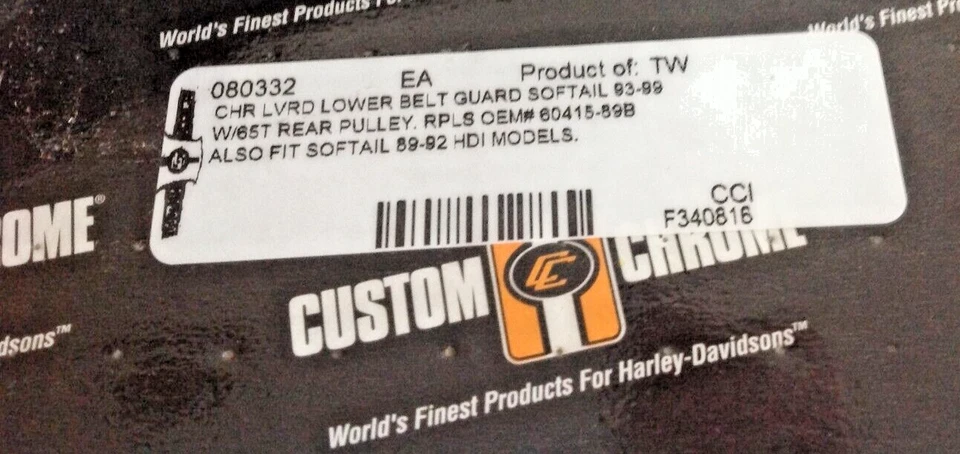 World's Finest Products
World's Finest
080332 EA Product of: TW
CHR LVRD LOWER BELT GUARD SOFTAIL 93-99
W/65T REAR PULLEY. RPLS OEM# 60415-89B
ALSO FIT SOFTAIL 89-92 HDI MODELS.
CCI
F340816
OME®
CUSTOM CC CHROME
dsons™
World's Finest Products For Harley-Davidsons™